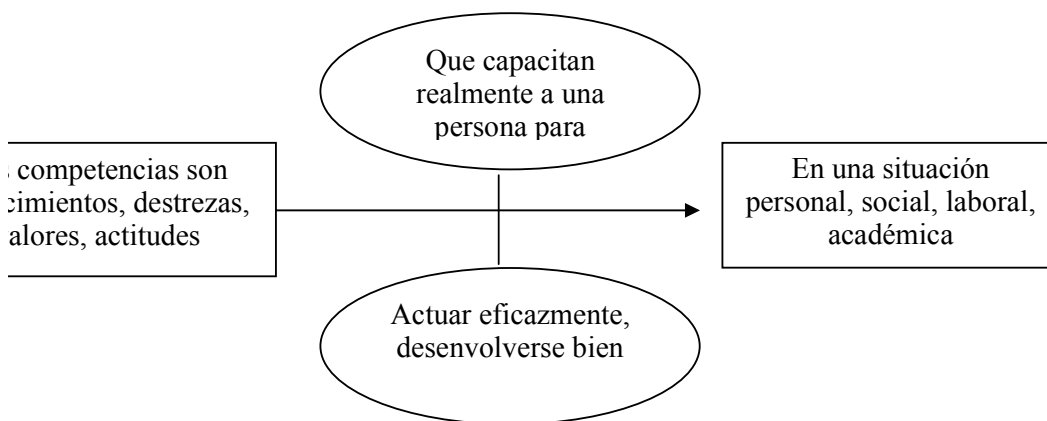 Que capacitan
realmente a una
persona para
competencias son
destrezas,
actitudes
En una situación
personal, social, laboral,
académica
Actuar eficazmente,
desenvolverse bien